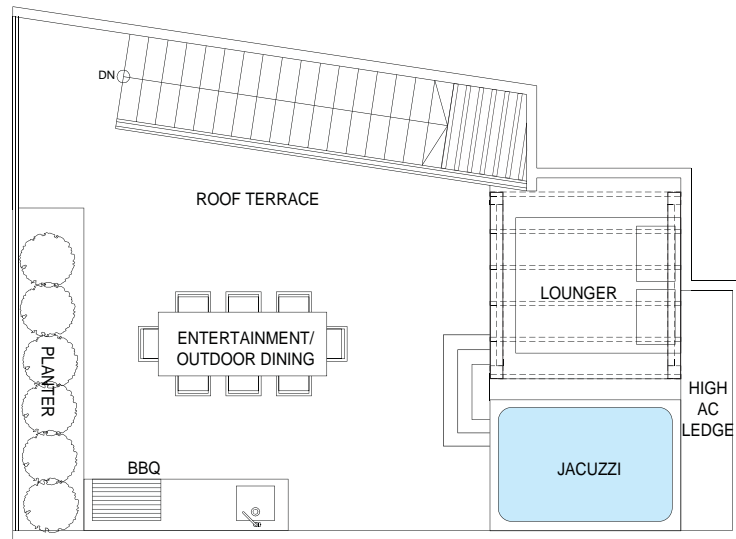 DN
ROOF TERRACE
LOUNGER
ENTERTAINMENT/
OUTDOOR DINING
PLANTER
HIGH
AC
LEDGE
BBQ
JACUZZI